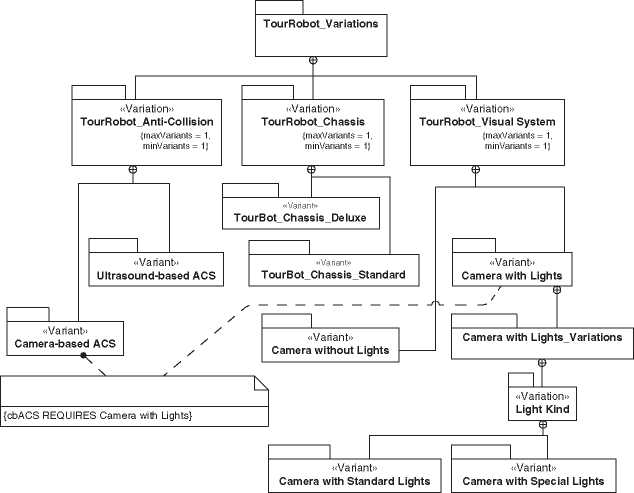 TourRobot_Variations
«Variation»
TourRobot_Anti-Collision
{maxVariants = 1,
minVariants = 1}
«Variation»
TourRobot_Chassis
{maxVariants = 1,
minVariants = 1}
«Variation»
TourRobot_Visual System
{maxVariants = 1,
minVariants = 1}
«Variant»
TourBot_Chassis_Deluxe
«Variant»
Ultrasound-based ACS
«Variant»
TourBot_Chassis_Standard
«Variant»
Camera with Lights
«Variant»
Camera-based ACS
«Variant»
Camera without Lights
Camera with Lights_Variations
{cbACS REQUIRES Camera with Lights}
«Variation»
Light Kind
«Variant»
Camera with Standard Lights
«Variant»
Camera with Special Lights